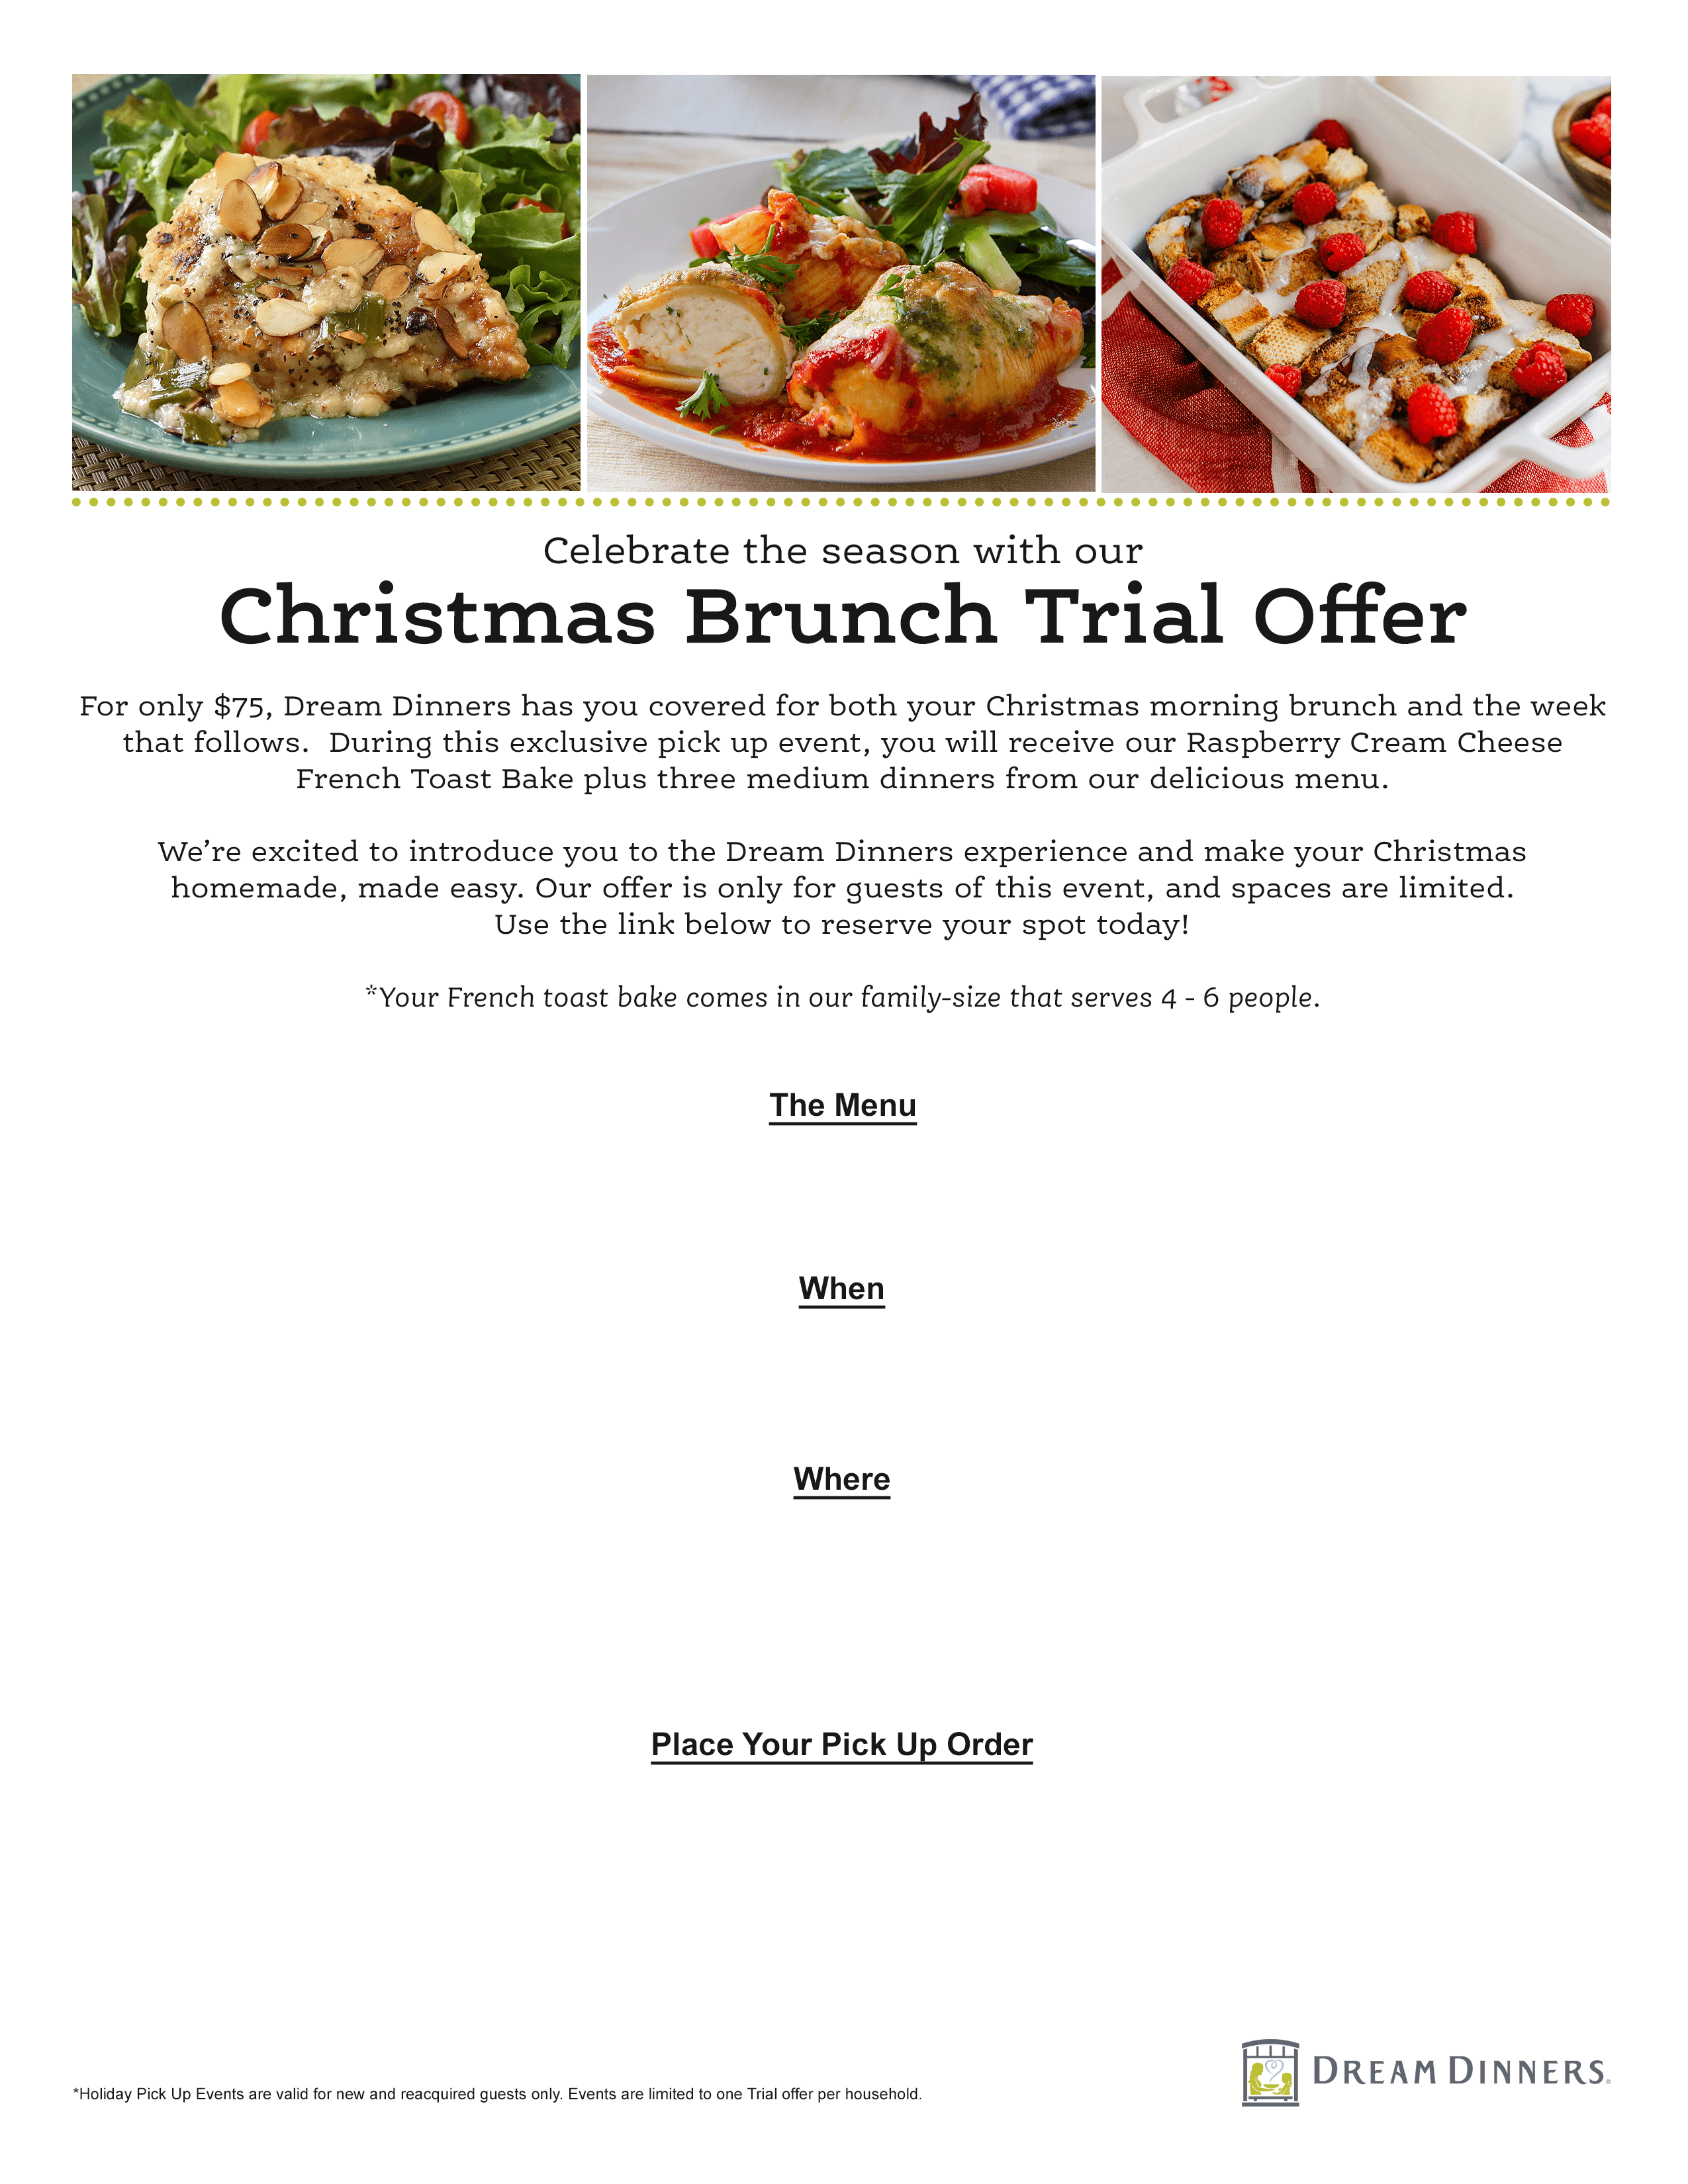 Celebrate the season with our
Christmas Brunch Trial Offer
For only $75, Dream Dinners has you covered for both your Christmas morning brunch and the week
that follows.  During this exclusive pick up event, you will receive our Raspberry Cream Cheese
French Toast Bake plus three medium dinners from our delicious menu.
We’re excited to introduce you to the Dream Dinners experience and make your Christmas
homemade, made easy. Our offer is only for guests of this event, and spaces are limited.
Use the link below to reserve your spot today!
*Your French toast bake comes in our family-size that serves 4 - 6 people.
The Menu
When
Where
Place Your Pick Up Order
*Holiday Pick Up Events are valid for new and reacquired guests only. Events are limited to one Trial offer per household.
DREAM DINNERS®